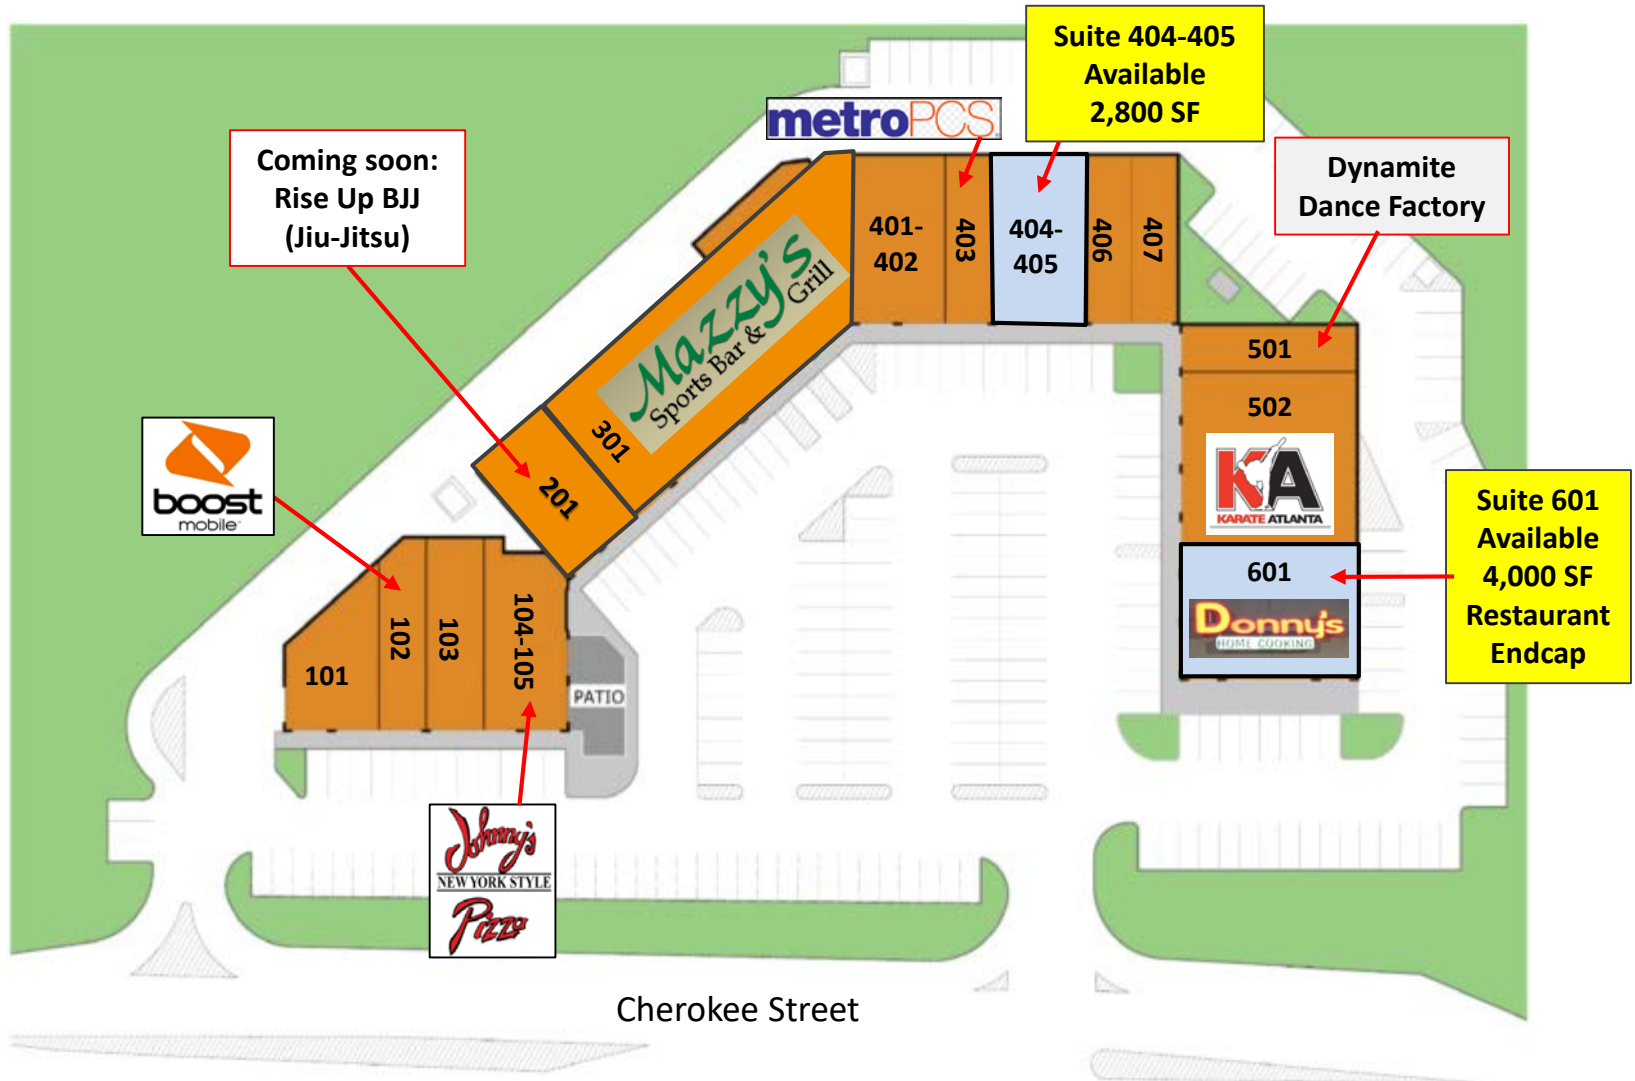 Suite 404-405
Available
2,800 SF
metroPCS
Coming soon:
Rise Up BJJ
(Jiu-Jitsu)
Dynamite
Dance Factory
401-
402
403
404-
405
406
407
Mazzy's
Sports Bar &
Grill
501
502
KA
KARATE ATLANTA
301
201
boost
mobile
Suite 601
Available
4,000 SF
Restaurant
Endcap
601
Donny's
HOME COOKING
101
102
103
104-105
PATIO
Johnny's
NEW YORK STYLE
Pizza
Cherokee Street